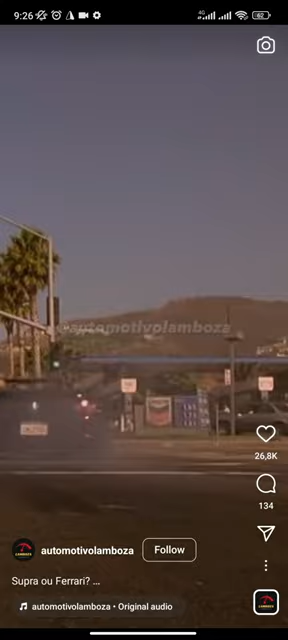 9:26
4G
62
@automotivolamboza
26,8K
134
automotivolamboza
Follow
Supra ou Ferrari? ...
automotivolamboza • Original audio